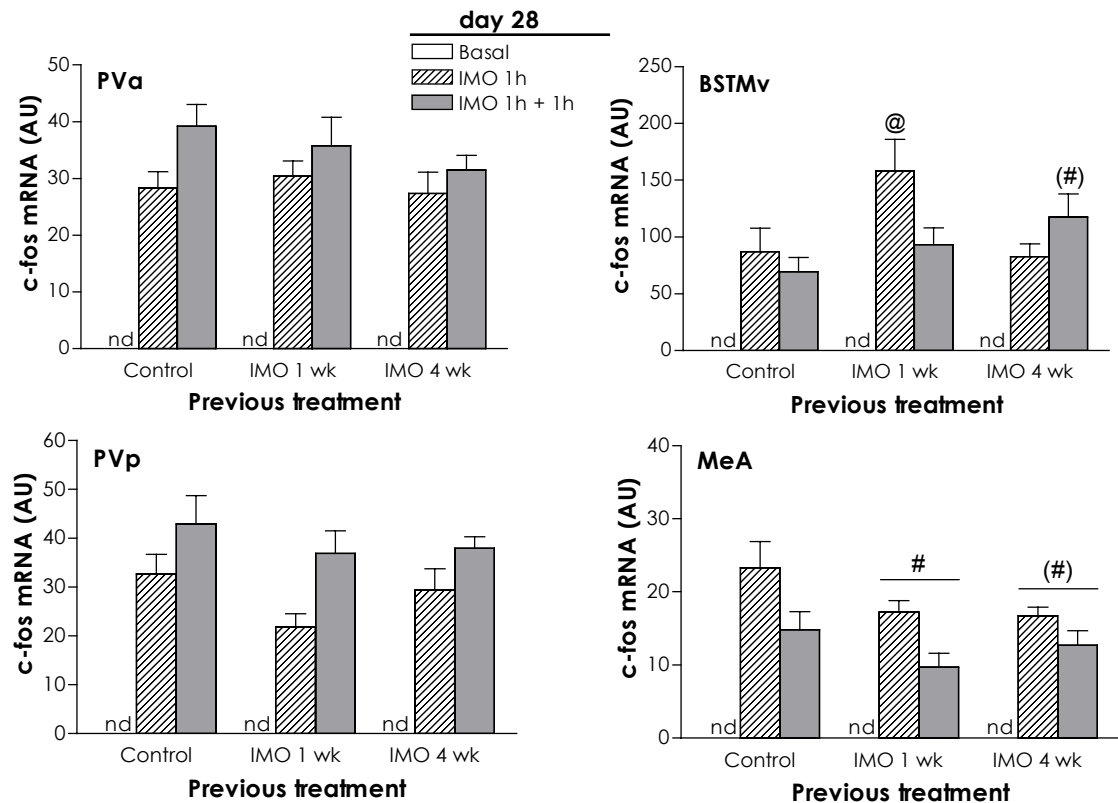 day 28
Basal
IMO 1h
IMO 1h + 1h
PVa
c-fos mRNA (AU)
50
40
30
20
10
0
nd
nd
nd
Control
IMO 1 wk
IMO 4 wk
Previous treatment
BSTMv
c-fos mRNA (AU)
250
200
150
100
50
0
@
(#)
nd
nd
nd
Control
IMO 1 wk
IMO 4 wk
Previous treatment
PVp
c-fos mRNA (AU)
60
50
40
30
20
10
0
nd
nd
nd
Control
IMO 1 wk
IMO 4 wk
Previous treatment
MeA
c-fos mRNA (AU)
40
30
20
10
0
#
(#)
nd
nd
nd
Control
IMO 1 wk
IMO 4 wk
Previous treatment